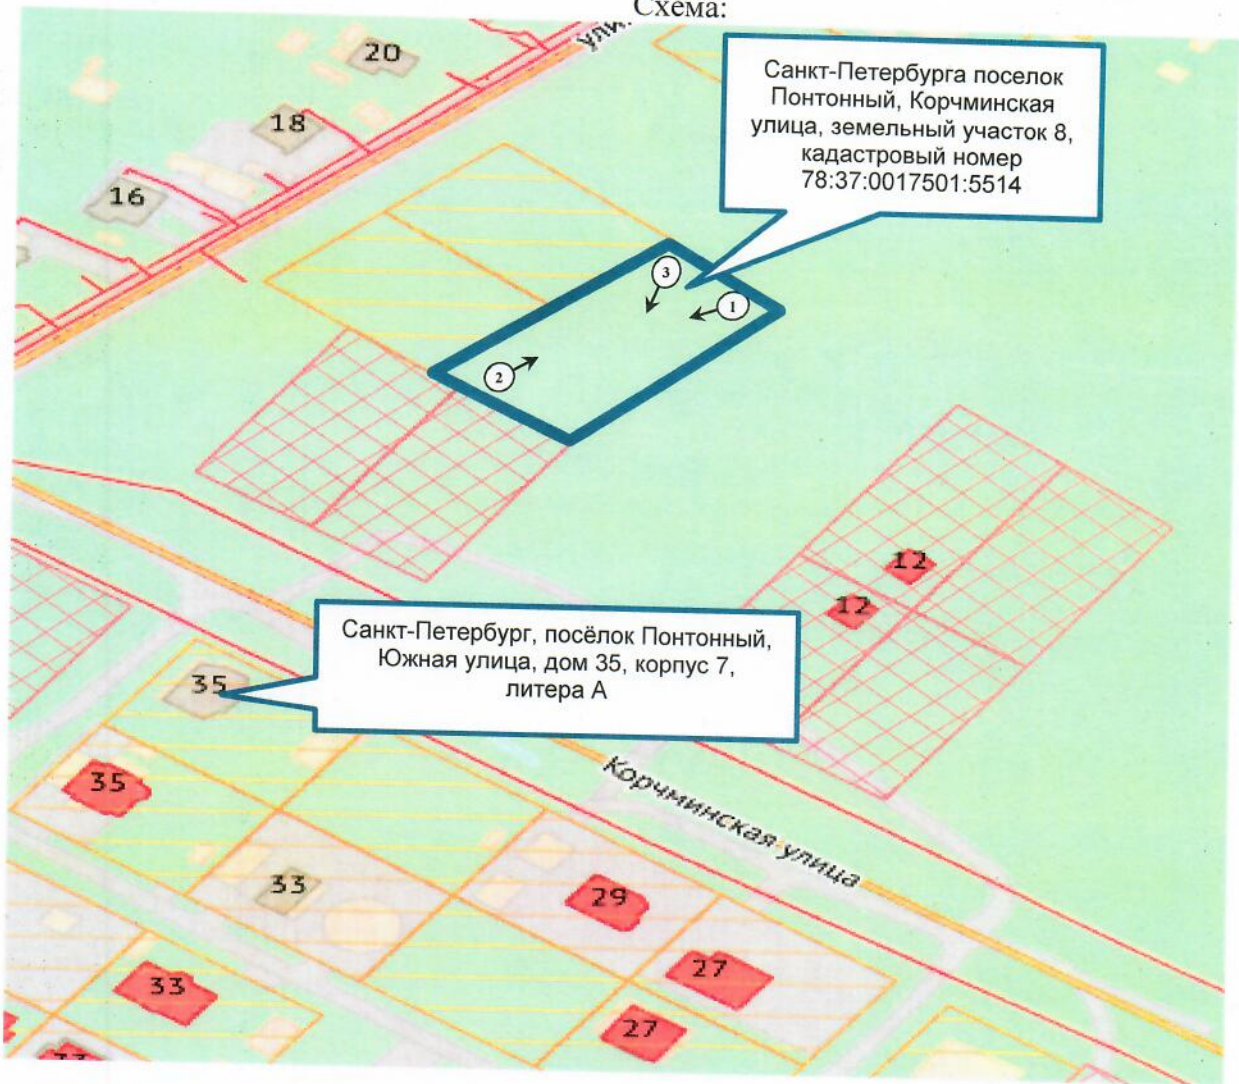 Схема:
20
Санкт-Петербурга поселок
Понтонный, Корчминская
улица, земельный участок 8,
кадастровый номер
78:37:0017501:5514
18
16
3
1
2
12
12
Санкт-Петербург, посёлок Понтонный,
Южная улица, дом 35, корпус 7,
литера А
35
35
Корчминская улица
33
29
27
33
27